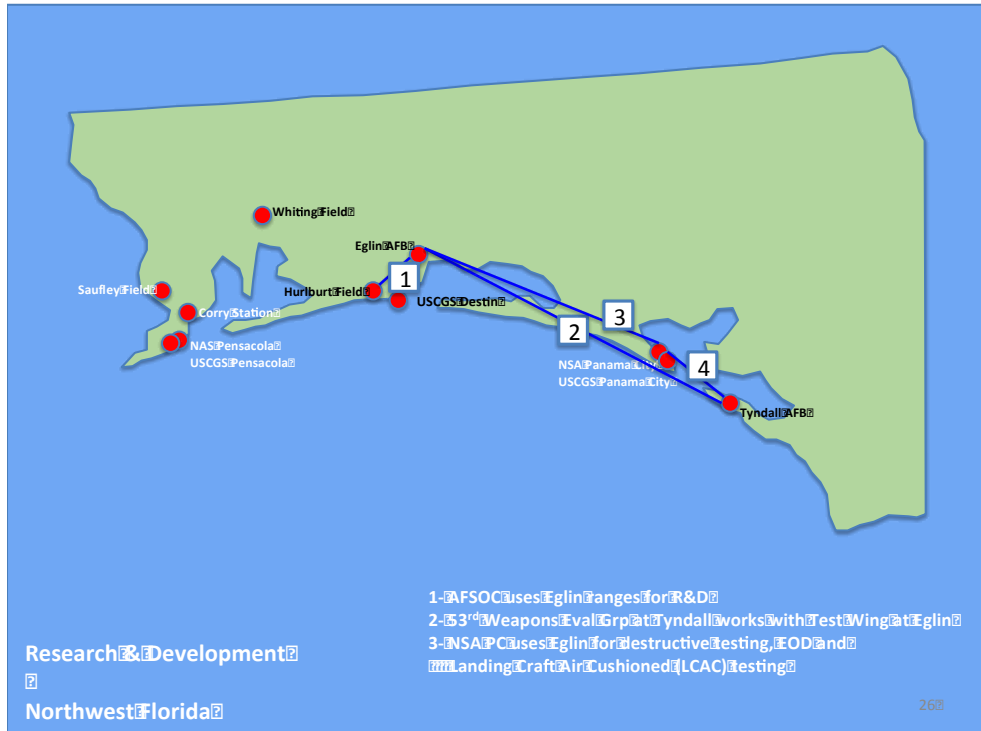 Whiting Field
Eglin AFB
1
Saufley Field
Hurlburt Field
USCGS Destin
Corry Station
3
2
NAS Pensacola
USCGS Pensacola
NSA Panama City
USCGS Panama City
4
Tyndall AFB
1- AFSOC uses Eglin ranges for R&D
2- 53rd Weapons Eval Grp at Tyndall works with Test Wing at Eglin
3- NSA PC uses Eglin for destructive testing, EOD and
Landing Craft Air Cushioned (LCAC) testing
Research & Development
Northwest Florida
26